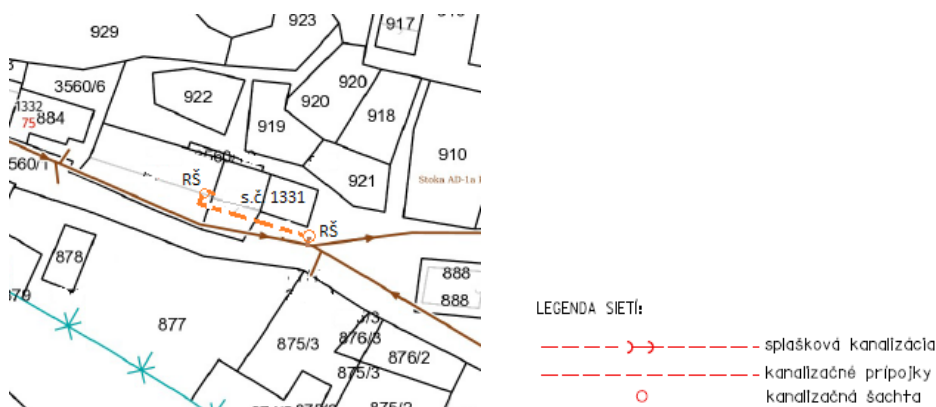 929
923
917
3560/6
922
920
920
1332
75
884
919
918
910
560/1
RŠ
s.č. 1331
921
Stoka AD-1a
RŠ
878
888
888
877
875/3
876/3
876/2
875/3
LEGENDA SIETÍ:
splašková kanalizácia
kanalizačné prípojky
kanalizačná šachta